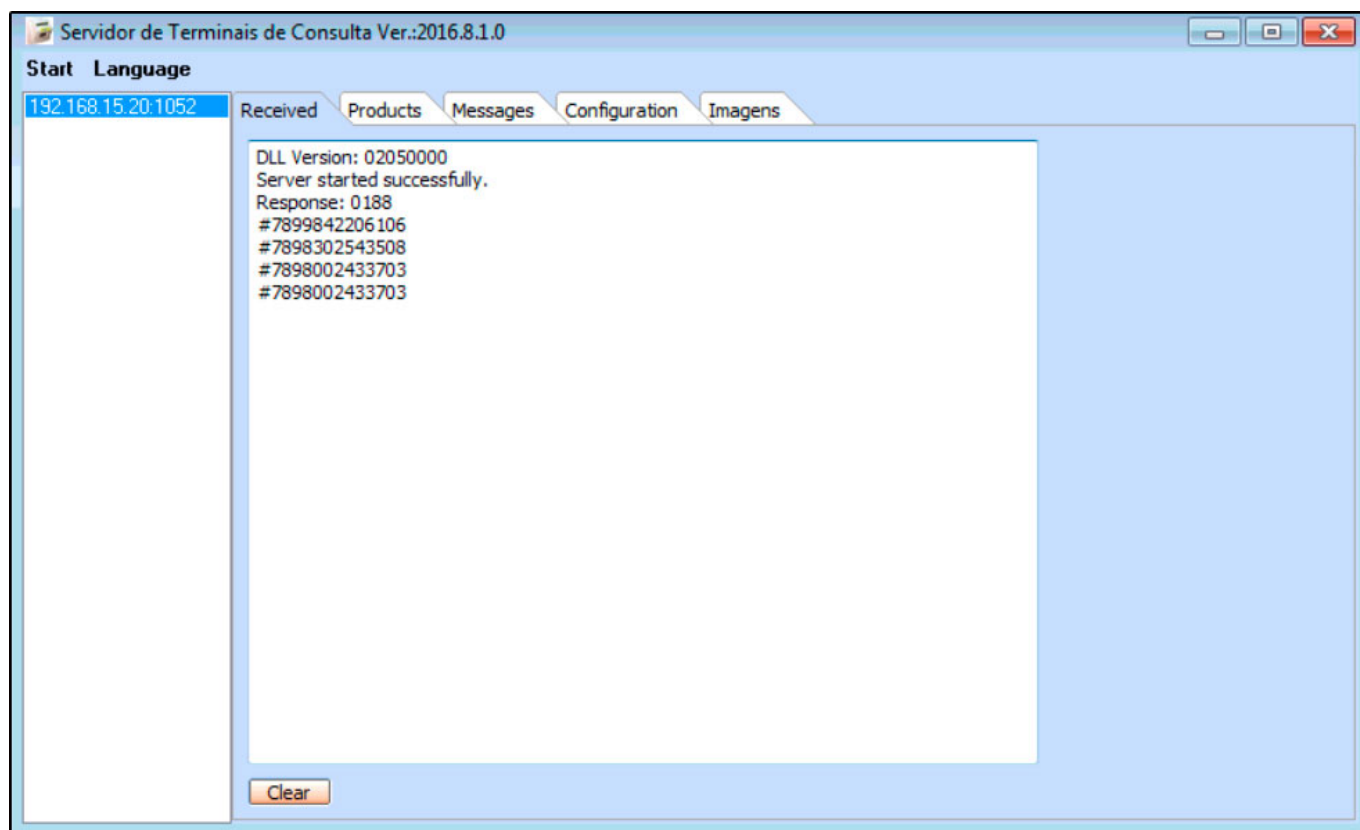 Servidor de Terminais de Consulta Ver.:2016.8.1.0
Start Language
192.168.15.20:1052
Received Products Messages Configuration Imagens
DLL Version: 02050000
Server started successfully.
Response: 0188
#7899842206106
#7898302543508
#7898002433703
#7898002433703
Clear